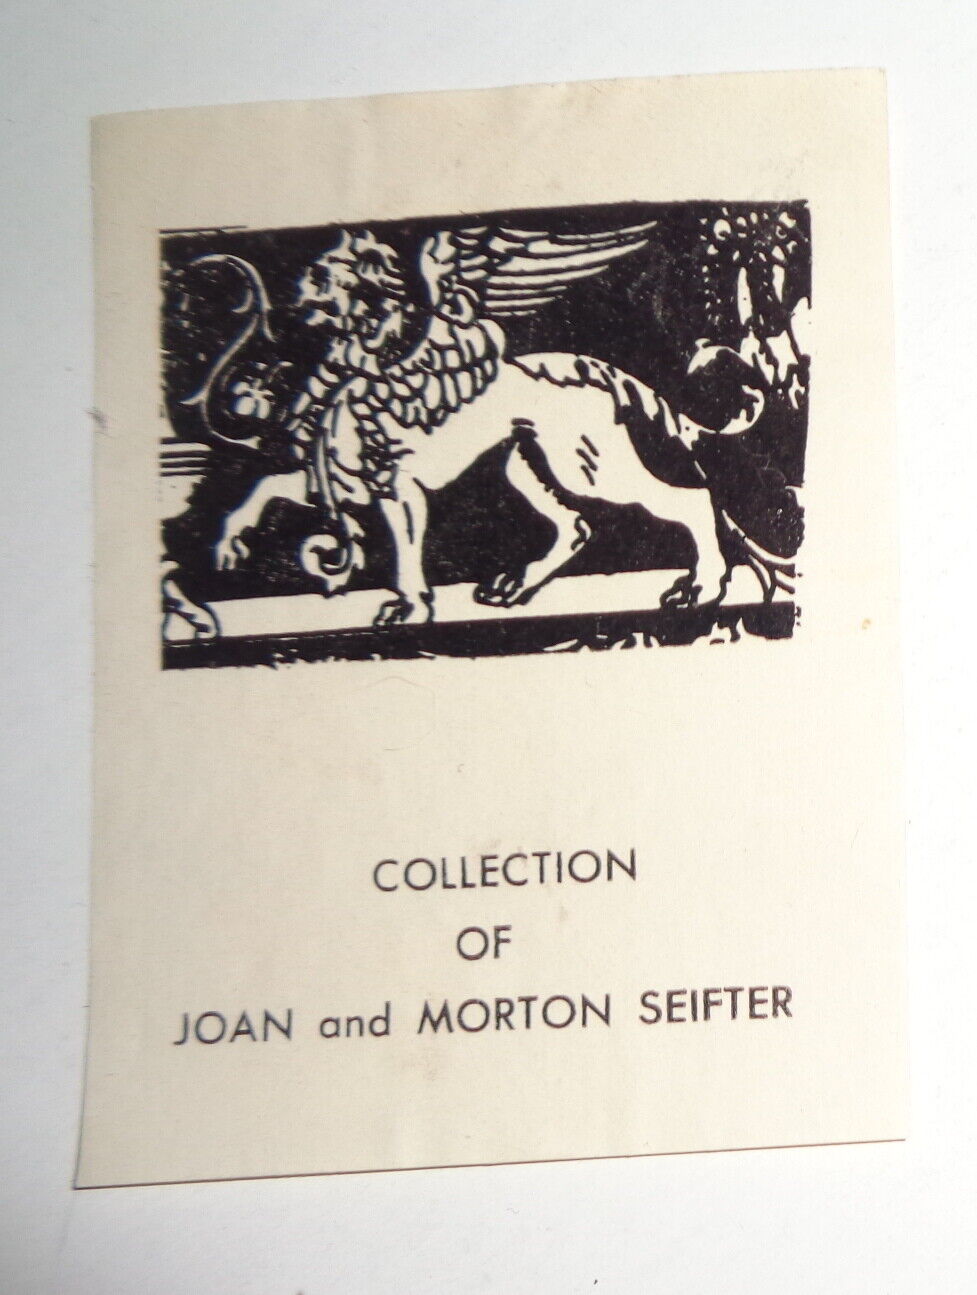 COLLECTION
OF
JOAN and MORTON SEIFTER